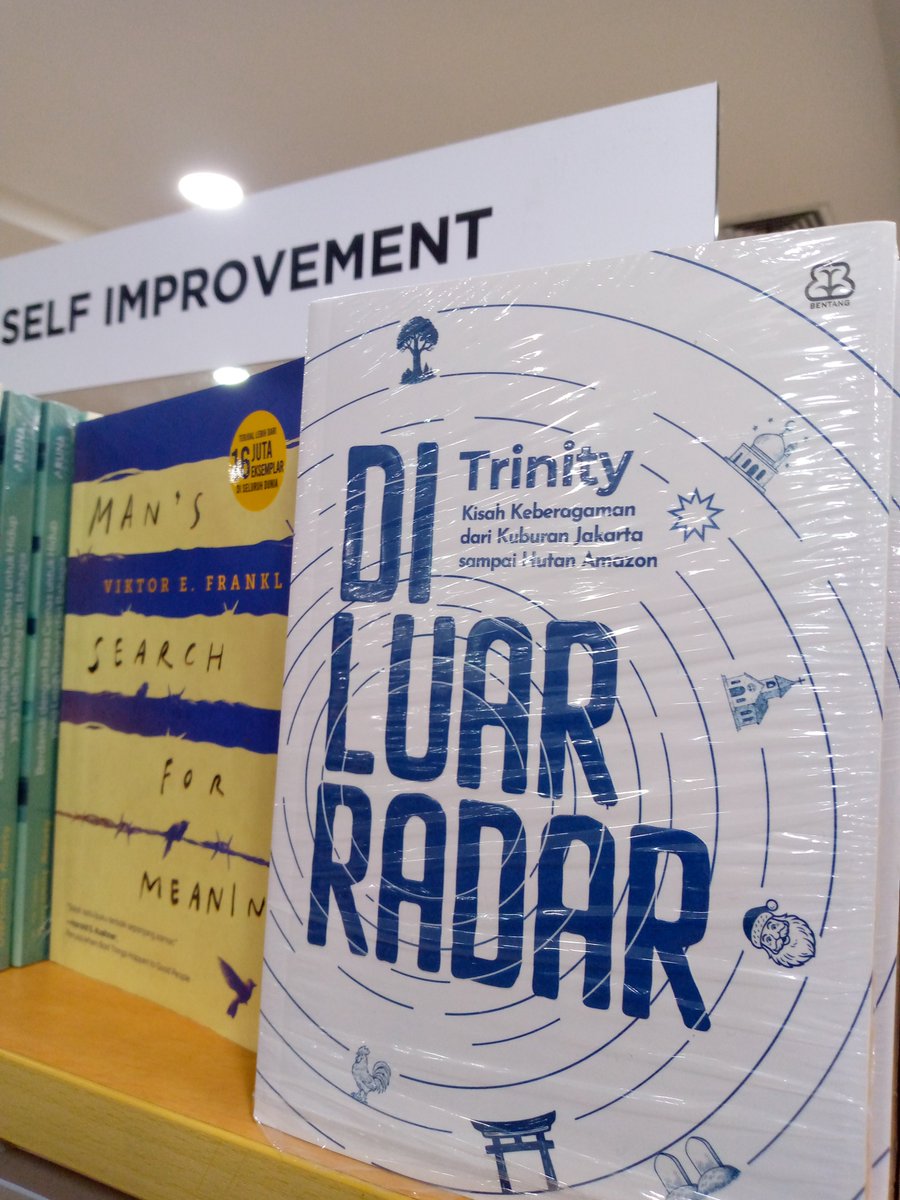 SELF IMPROVEMENT
TERJUAL LEBIH DARI
16 JUTA
EKSEMPLAR
DI SELURUH DUNIA
MAN'S
VIKTOR E. FRANKL
SEARCH
FOR
MEANIN
BENTANG
Trinity
Kisah Keberagaman
dari Kuburan Jakarta
sampai Hutan Amazon
DI
LUAR
RADAR